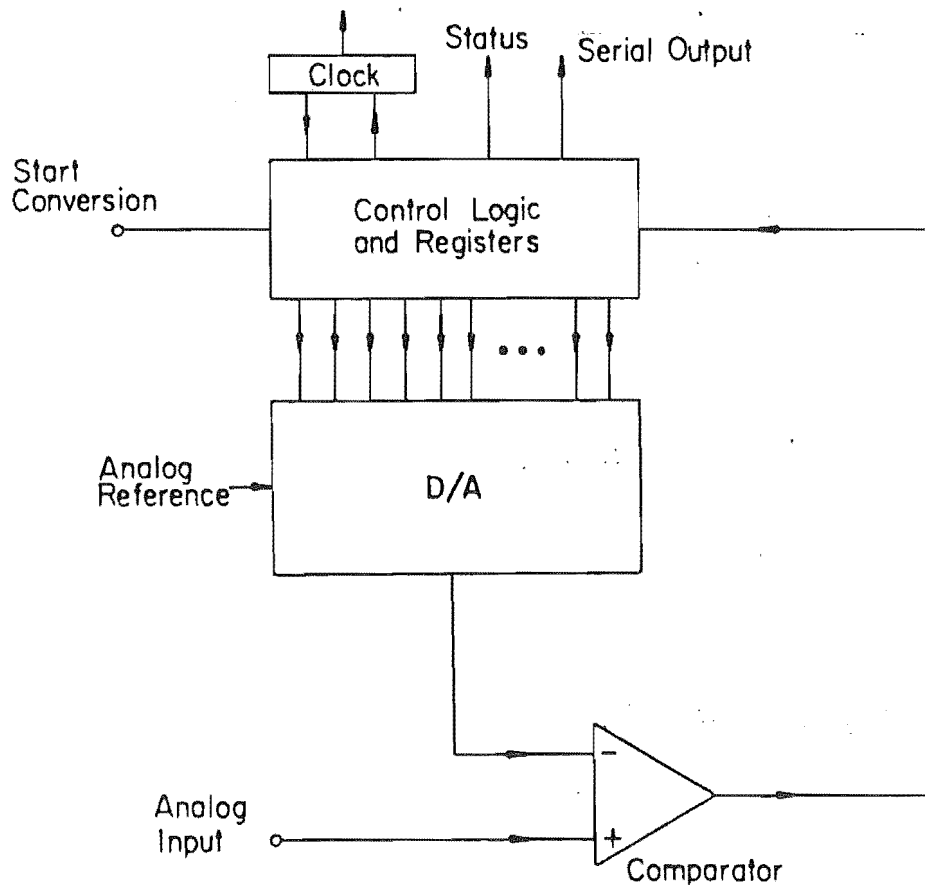 Status
Serial Output
Clock
Start
Conversion
Control Logic
and Registers
Analog
Reference
D/A
−
+
Analog
Input
Comparator